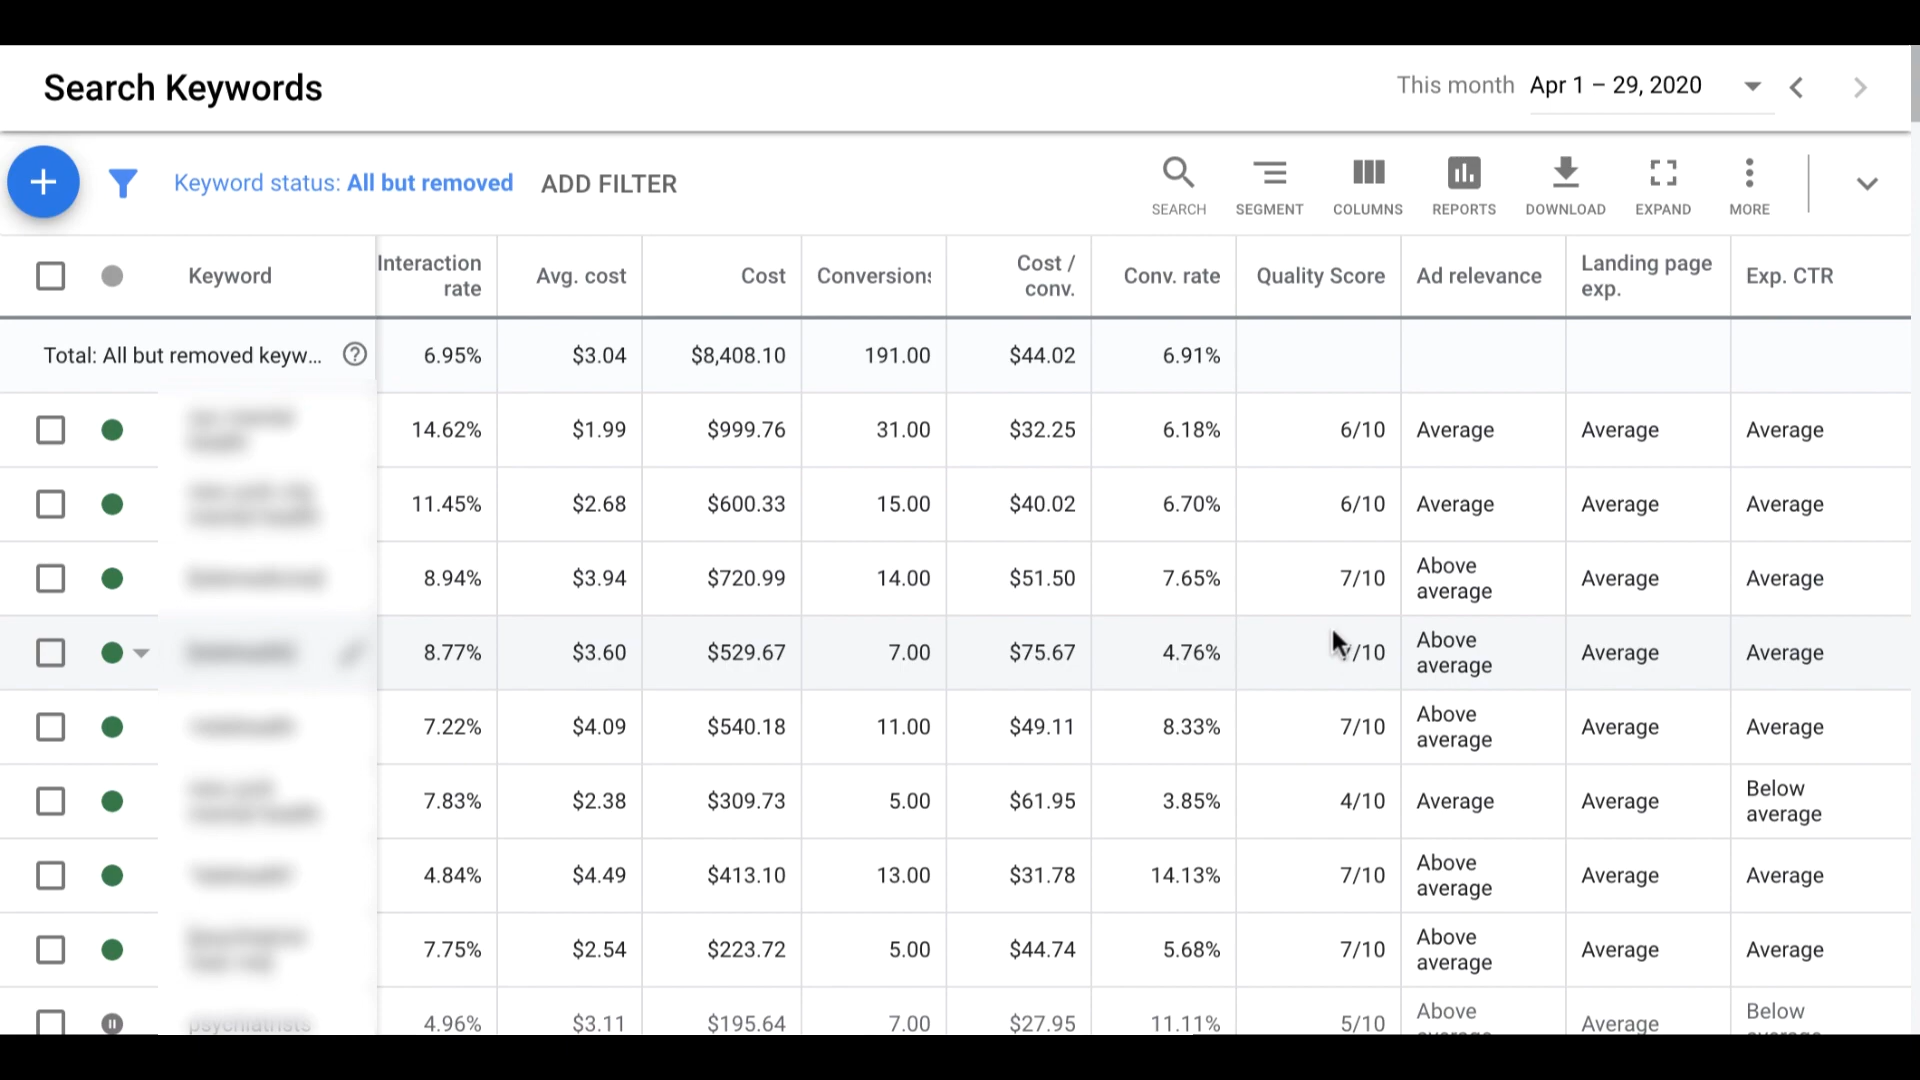 Search Keywords
This month Apr 1 – 29, 2020
Keyword status: All but removed ADD FILTER
SEARCH SEGMENT COLUMNS REPORTS DOWNLOAD EXPAND MORE
Keyword Interaction rate Avg. cost Cost Conversions Cost / conv. Conv. rate Quality Score Ad relevance Landing page exp. Exp. CTR
Total: All but removed keyw... 6.95% $3.04 $8,408.10 191.00 $44.02 6.91%
14.62% $1.99 $999.76 31.00 $32.25 6.18% 6/10 Average Average Average
11.45% $2.68 $600.33 15.00 $40.02 6.70% 6/10 Average Average Average
8.94% $3.94 $720.99 14.00 $51.50 7.65% 7/10 Above average Average Average
8.77% $3.60 $529.67 7.00 $75.67 4.76% /10 Above average Average Average
7.22% $4.09 $540.18 11.00 $49.11 8.33% 7/10 Above average Average Average
7.83% $2.38 $309.73 5.00 $61.95 3.85% 4/10 Average Average Below average
4.84% $4.49 $413.10 13.00 $31.78 14.13% 7/10 Above average Average Average
7.75% $2.54 $223.72 5.00 $44.74 5.68% 7/10 Above average Average Average
psychiatrists 4.96% $3.11 $195.64 7.00 $27.95 11.11% 5/10 Above average Average Below average